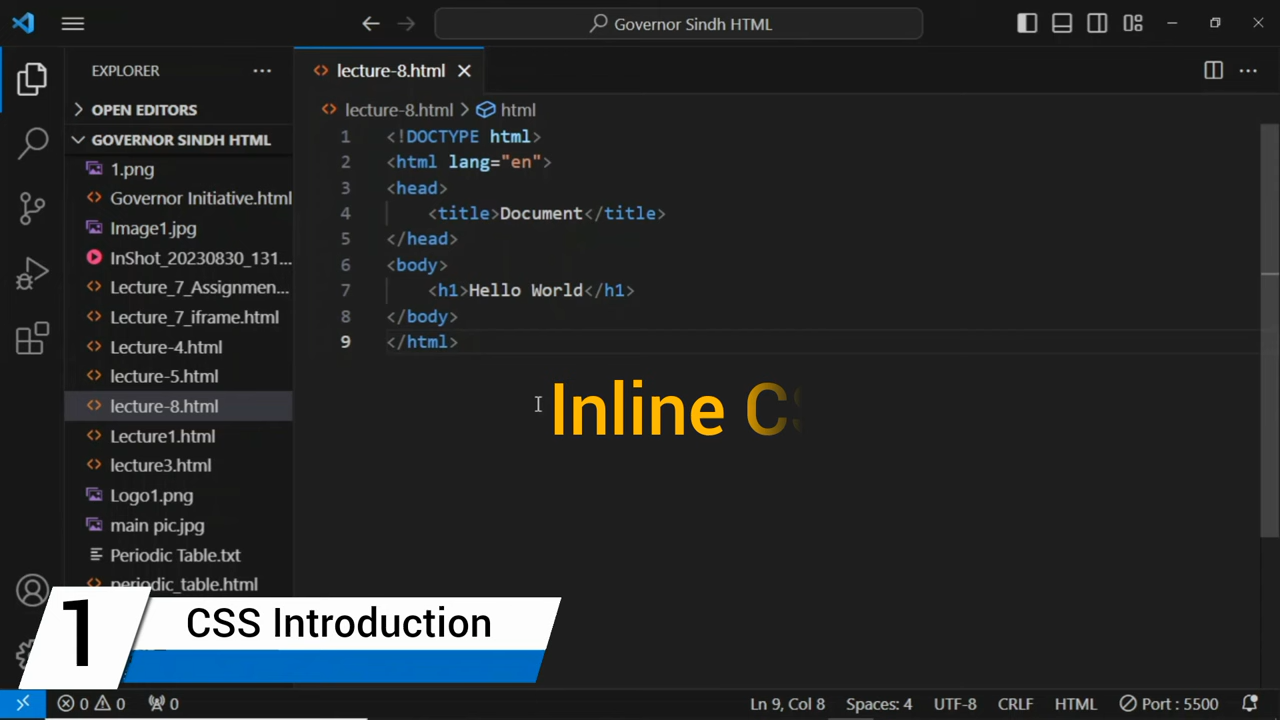 Governor Sindh HTML
EXPLORER
lecture-8.html
OPEN EDITORS
lecture-8.html > html
GOVERNOR SINDH HTML
1.png
Governor Initiative.html
Image1.jpg
InShot_20230830_131...
Lecture_7_Assignmen...
Lecture_7_iframe.html
Lecture-4.html
lecture-5.html
lecture-8.html
Lecture1.html
lecture3.html
Logo1.png
main pic.jpg
Periodic Table.txt
periodic_table.html
1 <!DOCTYPE html>
2 <html lang="en">
3 <head>
4 <title>Document</title>
5 </head>
6 <body>
7 <h1>Hello World</h1>
8 </body>
9 </html>
Inline CS
1 CSS Introduction
0 0 0 Ln 9, Col 8 Spaces: 4 UTF-8 CRLF HTML Port : 5500